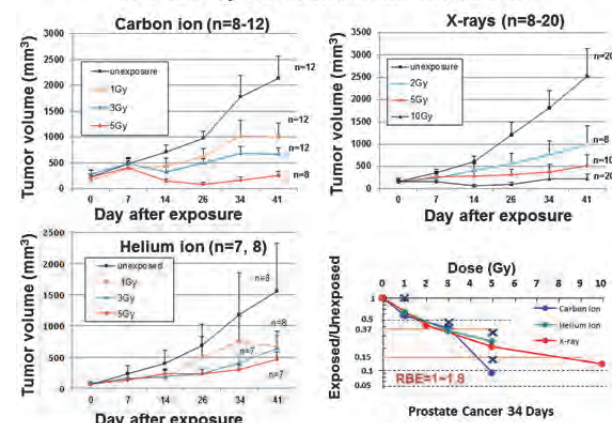 Carbon ion (n=8-12)
Tumor volume (mm³)
3000
2500
2000
1500
1000
500
0
unexposure
1Gy
3Gy
5Gy
n=12
n=12
n=12
n=8
0 7 14 26 34 41
Day after exposure
X-rays (n=8-20)
Tumor volume (mm³)
3500
3000
2500
2000
1500
1000
500
0
unexposure
2Gy
5Gy
10Gy
n=20
n=8
n=10
n=20
0 7 14 26 34 41
Day after exposure
Helium ion (n=7, 8)
Tumor volume (mm³)
2500
2000
1500
1000
500
0
unexposed
1Gy
3Gy
5Gy
n=8
n=7
0 7 14 26 34 41
Day after exposure
Dose (Gy)
0 1 2 3 4 5 6 7 8 9 10
Exposed/Unexposed
1
0.5
0.37
0.15
0.1
0.05
Carbon ion
Helium ion
X-ray
RBE=1~1.8
Prostate Cancer 34 Days